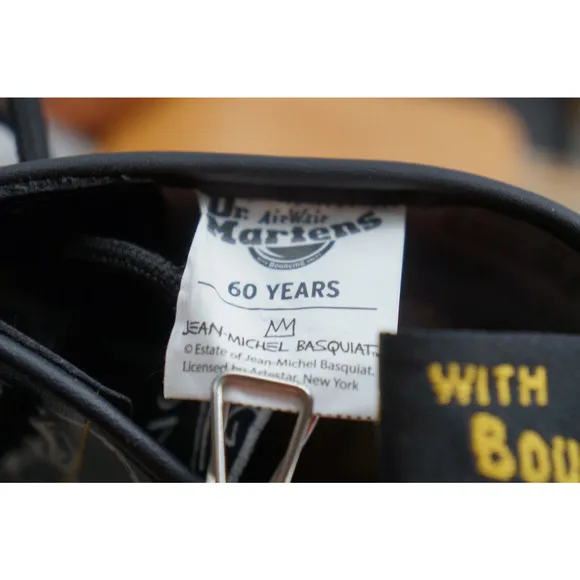 Dr.
AirWair
Martens
60 YEARS
JEAN-MICHEL BASQUIAT™
© Estate of Jean-Michel Basquiat.
Licensed by Artestar, New York
WITH
BOU